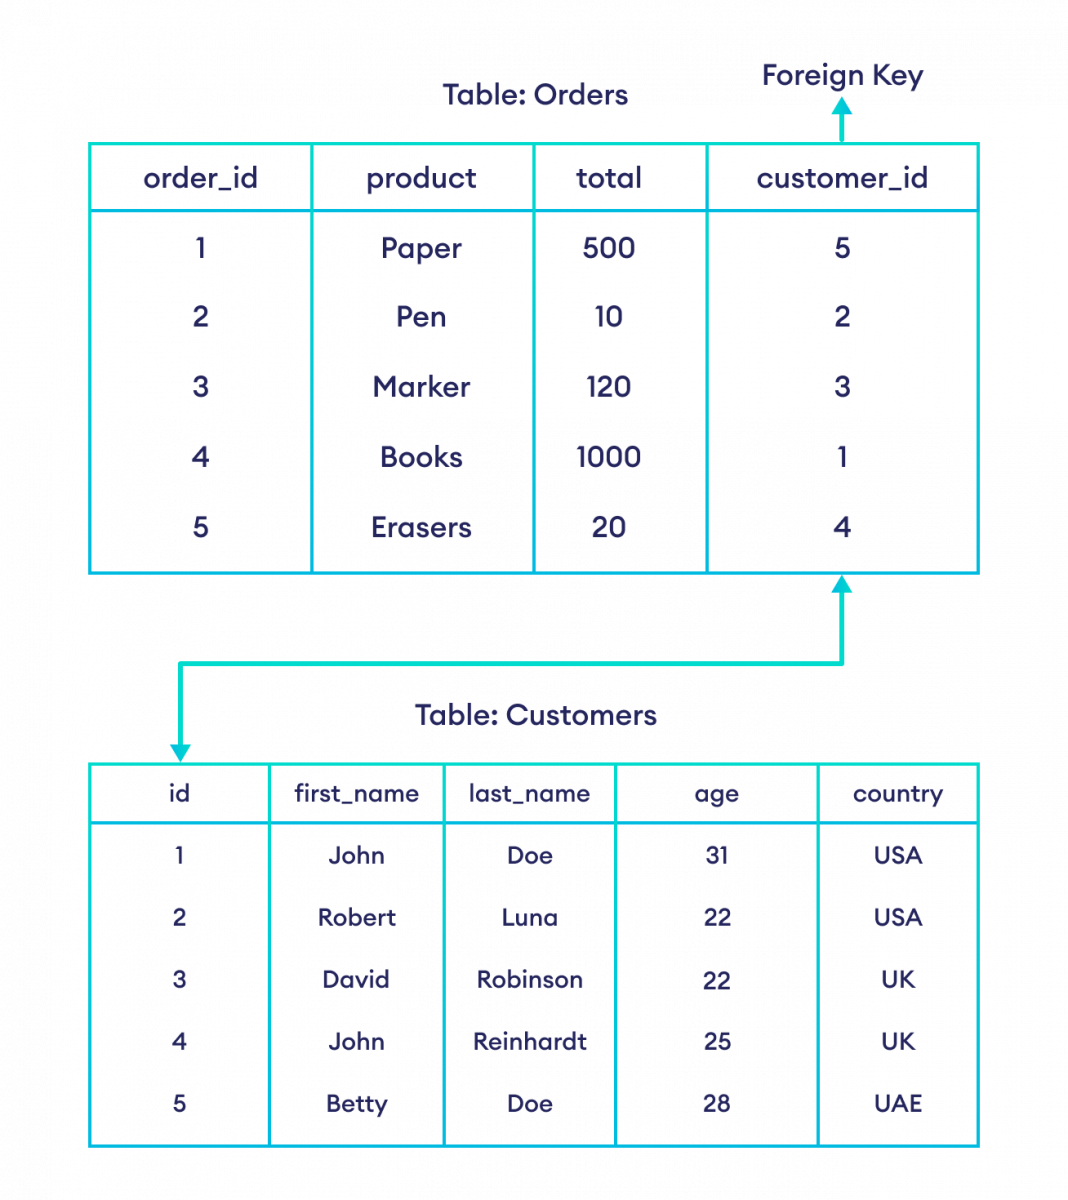 Foreign Key
Table: Orders
order_id product total customer_id
1 Paper 500 5
2 Pen 10 2
3 Marker 120 3
4 Books 1000 1
5 Erasers 20 4
Table: Customers
id first_name last_name age country
1 John Doe 31 USA
2 Robert Luna 22 USA
3 David Robinson 22 UK
4 John Reinhardt 25 UK
5 Betty Doe 28 UAE